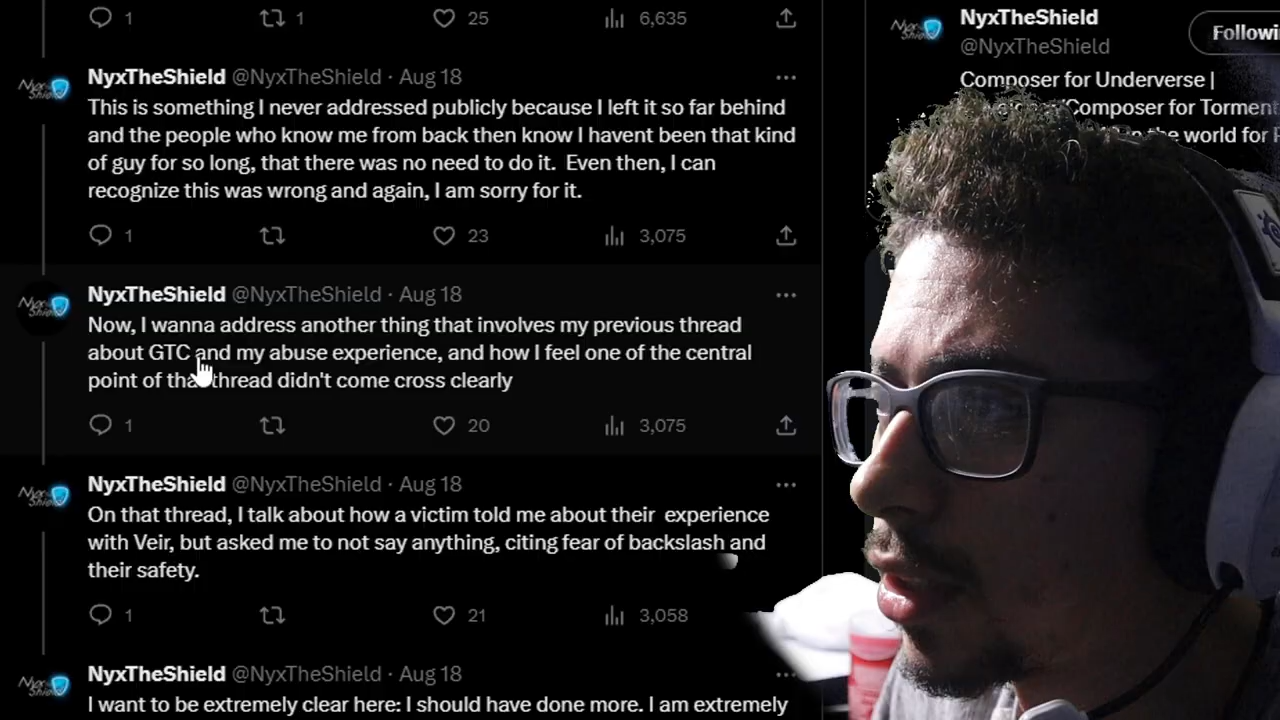 1 1 25 6,635
NyxTheShield @NyxTheShield · Aug 18 ...
This is something I never addressed publicly because I left it so far behind
and the people who know me from back then know I havent been that kind
of guy for so long, that there was no need to do it. Even then, I can
recognize this was wrong and again, I am sorry for it.
1 23 3,075
NyxTheShield @NyxTheShield · Aug 18 ...
Now, I wanna address another thing that involves my previous thread
about GTC and my abuse experience, and how I feel one of the central
point of that thread didn't come cross clearly
1 20 3,075
NyxTheShield @NyxTheShield · Aug 18 ...
On that thread, I talk about how a victim told me about their experience
with Veir, but asked me to not say anything, citing fear of backslash and
their safety.
1 21 3,058
NyxTheShield @NyxTheShield · Aug 18 ...
I want to be extremely clear here: I should have done more. I am extremely
NyxTheShield
@NyxTheShield
Composer for Underverse |
/Composer for
in the world for